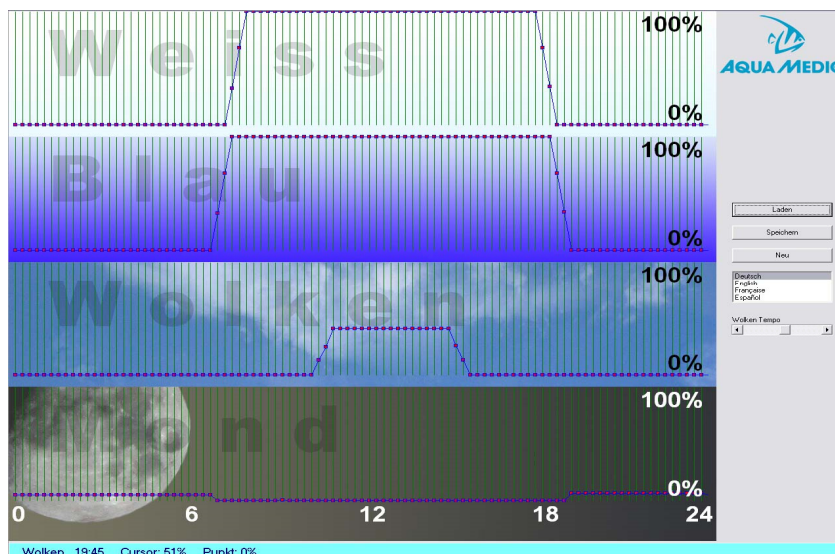 Weiss
100%
0%
Blau
100%
0%
Wolken
100%
0%
Mond
100%
0%
0 6 12 18 24
Wolken 19:45 Cursor: 51% Punkt: 0%
AQUA MEDIC
Laden
Speichern
Neu
Deutsch
English
Française
Español
Wolken Tempo